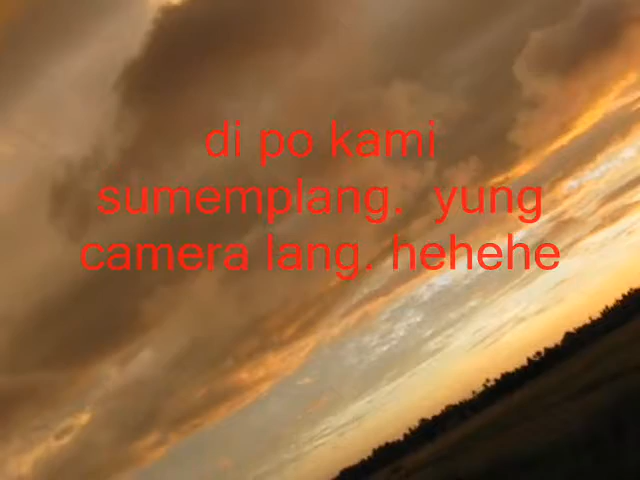 di po kami
sumemplang.  yung
camera lang. hehehe